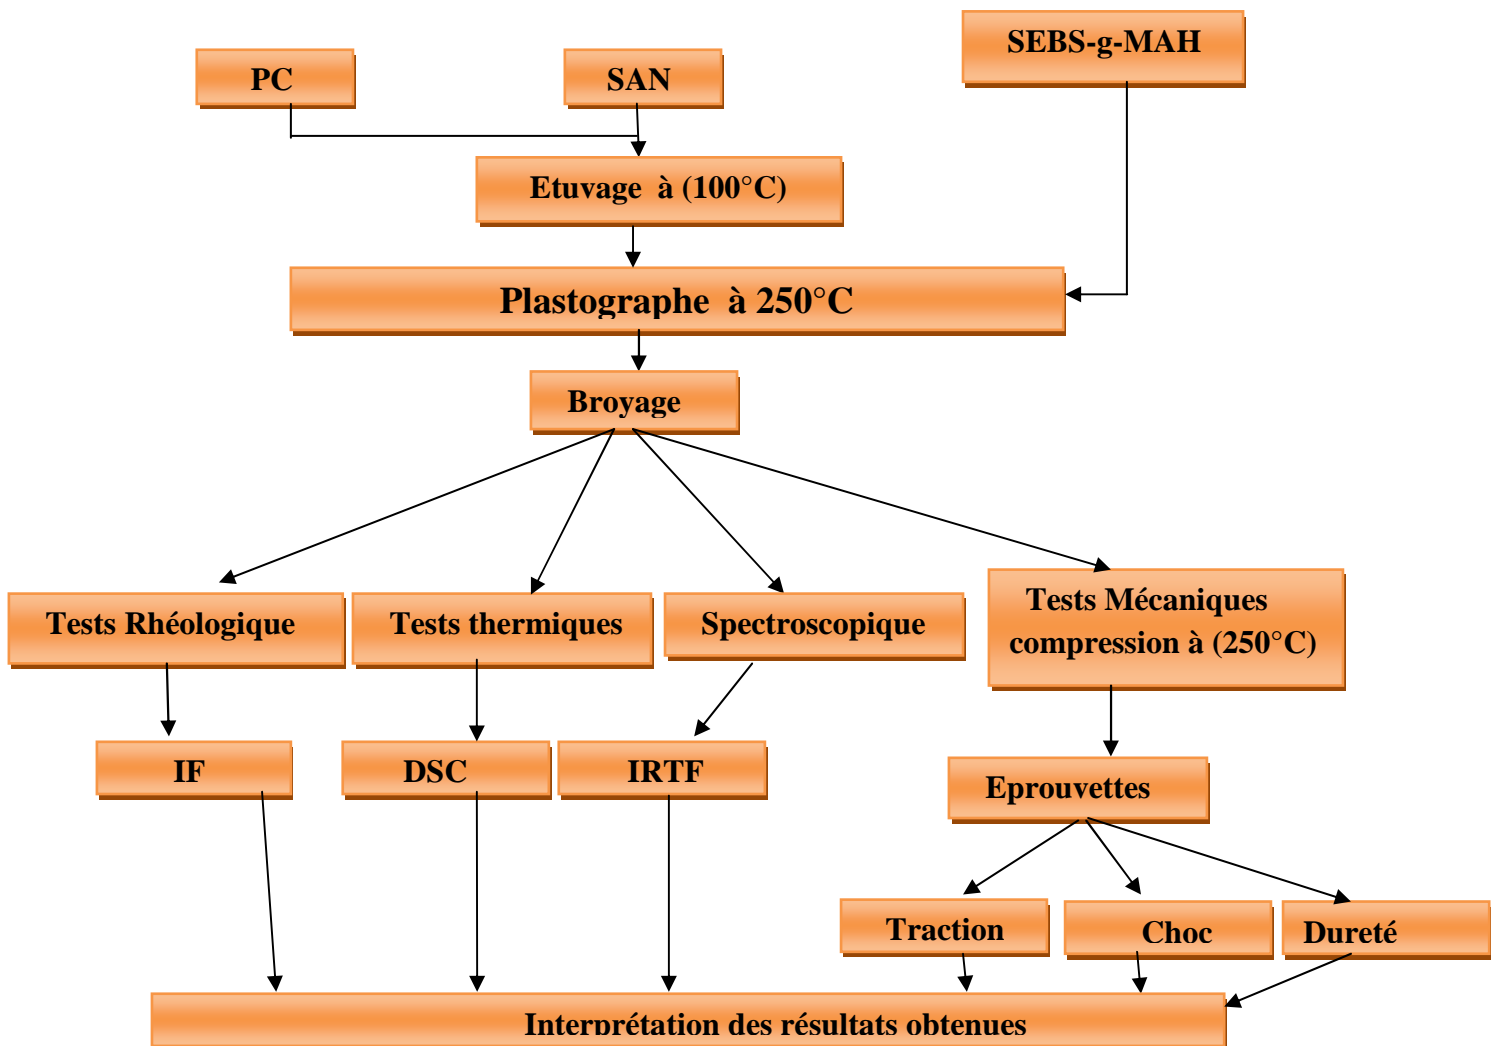 PC
SAN
SEBS-g-MAH
Etuvage à (100°C)
Plastographe à 250°C
Broyage
Tests Rhéologique
Tests thermiques
Spectroscopique
Tests Mécaniques
compression à (250°C)
IF
DSC
IRTF
Eprouvettes
Traction
Choc
Dureté
Interprétation des résultats obtenues